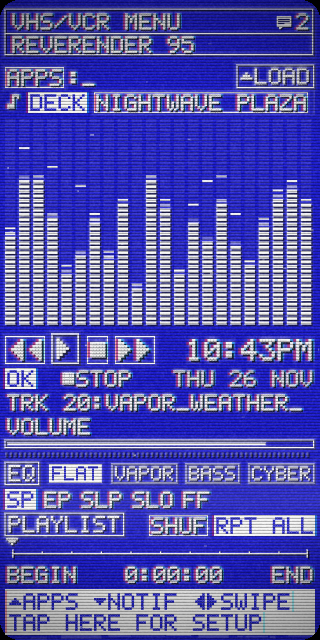 VHS/VCR MENU 2
REVERENDER 95
APPS:_ LOAD
DECK NIGHTWAVE PLAZA
10:43PM
OK STOP THU 26 NOV
TRK 20:VAPOR_WEATHER_
VOLUME
EQ FLAT VAPOR BASS CYBER
SP EP SLP SLO FF
PLAYLIST SHUF RPT ALL
BEGIN 0:00:00 END
APPS NOTIF SWIPE
TAP HERE FOR SETUP